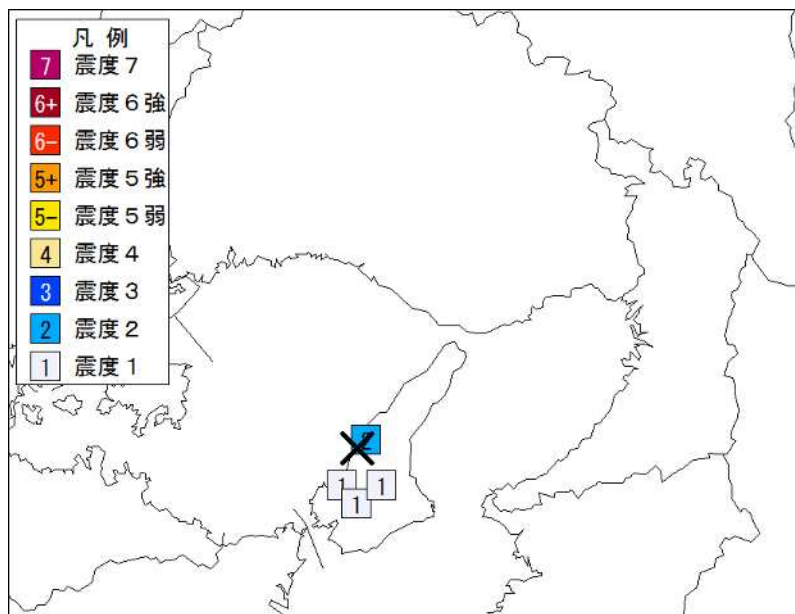 凡 例
7 震度7
6+ 震度6強
6− 震度6弱
5+ 震度5強
5− 震度5弱
4 震度4
3 震度3
2 震度2
1 震度1
2
1 1
1